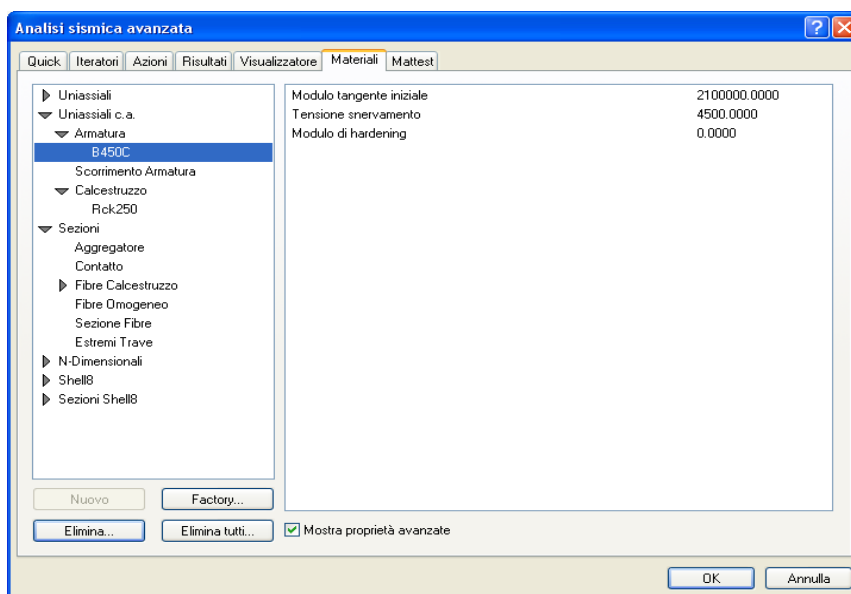 Analisi sismica avanzata
Quick Iteratori Azioni Risultati Visualizzatore Materiali Mattest
Uniassiali
Uniassiali c.a.
Armatura
B450C
Scorrimento Armatura
Calcestruzzo
Rck250
Sezioni
Aggregatore
Contatto
Fibre Calcestruzzo
Fibre Omogeneo
Sezione Fibre
Estremi Trave
N-Dimensionali
Shell8
Sezioni Shell8
Modulo tangente iniziale 2100000.0000
Tensione snervamento 4500.0000
Modulo di hardening 0.0000
Nuovo Factory...
Elimina... Elimina tutti... Mostra proprietà avanzate
OK Annulla